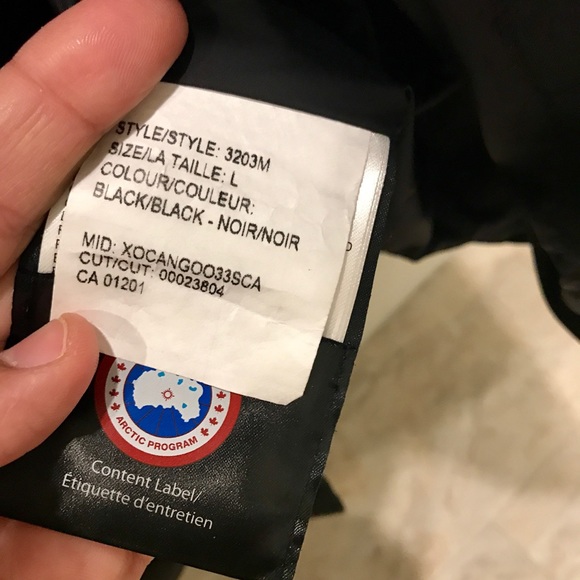 STYLE/STYLE: 3203M
SIZE/LA TAILLE: L
COLOUR/COULEUR:
BLACK/BLACK - NOIR/NOIR
MID: XOCANGOO33SCA
CUT/CUT: 00023804
CA 01201
ARCTIC PROGRAM
Content Label/
Étiquette d'entretien